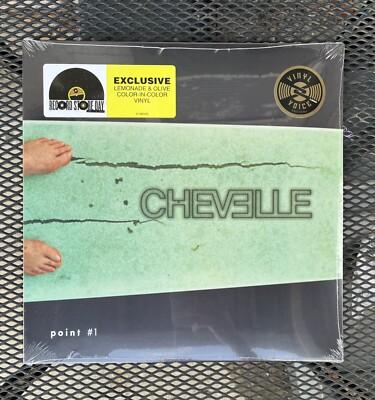 RECORD STORE DAY
EXCLUSIVE
LEMONADE & OLIVE
COLOR-IN-COLOR
VINYL
VINYL
VOICE
CHEVELLE
point #1